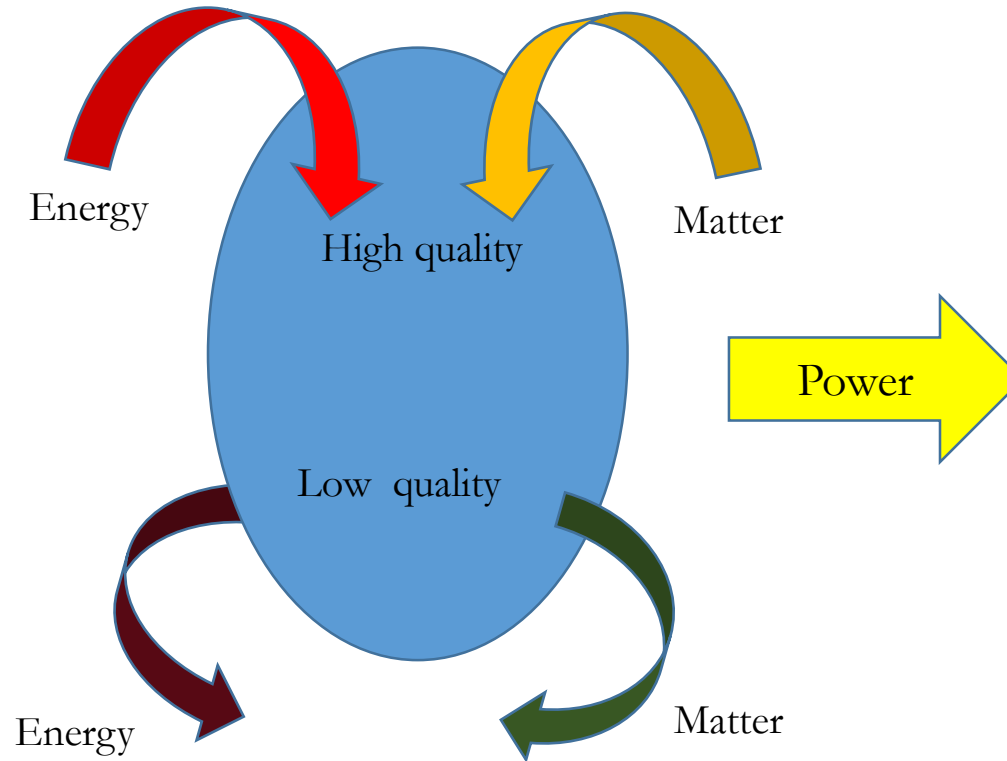 Energy
Matter
High quality
Power
Low quality
Energy
Matter